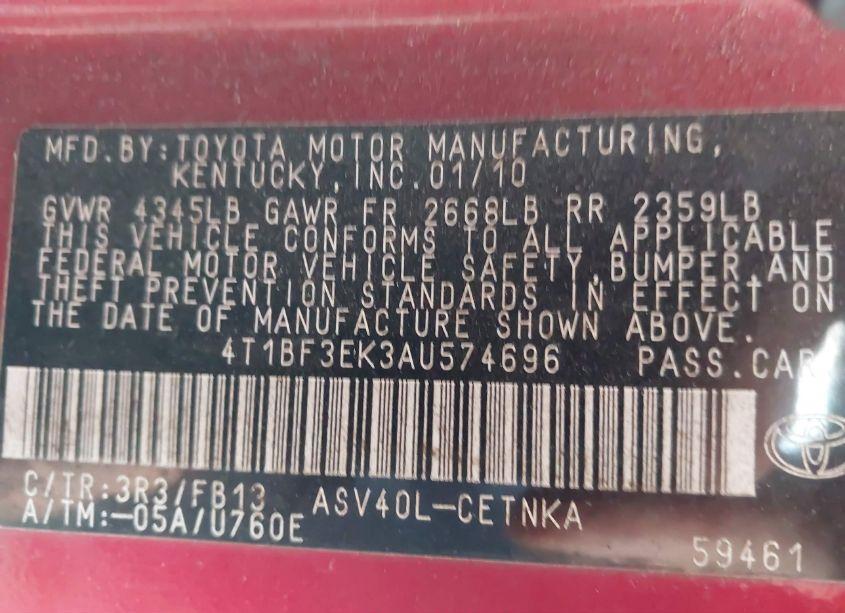 MFD.BY:TOYOTA MOTOR MANUFACTURING,
KENTUCKY,INC.01/10
GVWR 4345LB GAWR FR 2668LB RR 2359LB
THIS VEHICLE CONFORMS TO ALL APPLICABLE
FEDERAL MOTOR VEHICLE SAFETY,BUMPER,AND
THEFT PREVENTION STANDARDS IN EFFECT ON
THE DATE OF MANUFACTURE SHOWN ABOVE.
4T1BF3EK3AU574696 PASS.CAR
C/TR:3R3/FB13 ASV40L-CETNKA
A/TM:-05A/U760E
59461